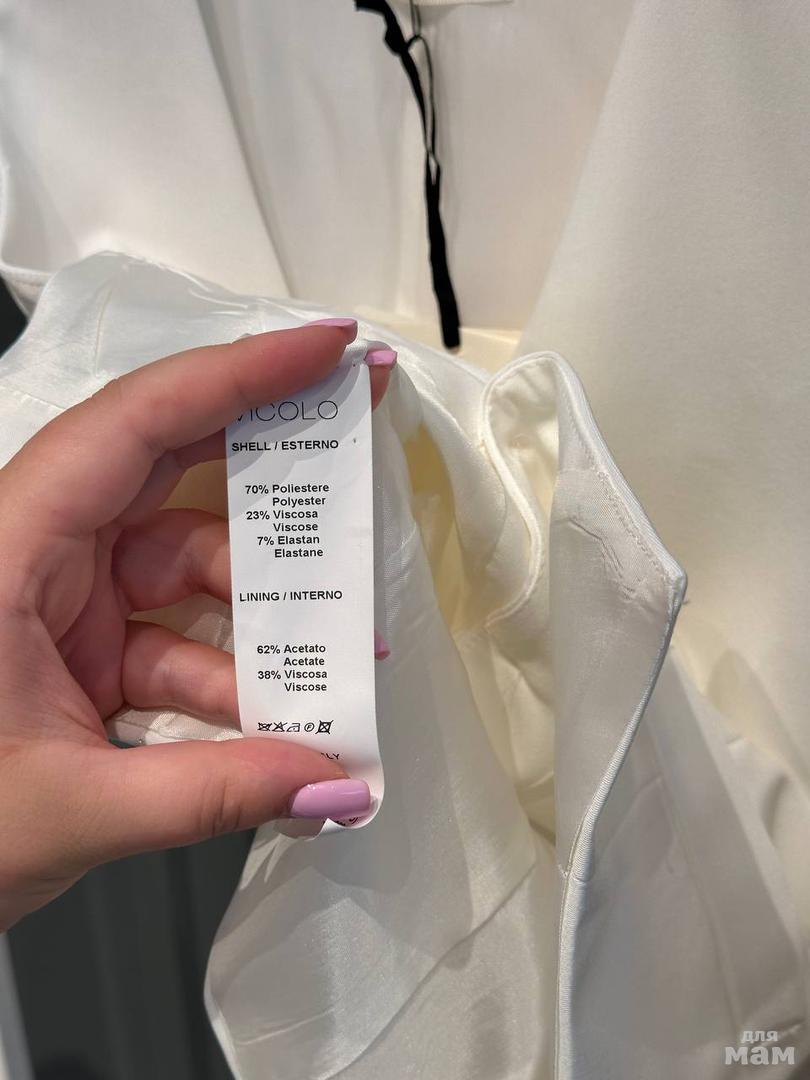 VICOLO
SHELL / ESTERNO
70% Poliestere
Polyester
23% Viscosa
Viscose
7% Elastan
Elastane
LINING / INTERNO
62% Acetato
Acetate
38% Viscosa
Viscose
для
мам